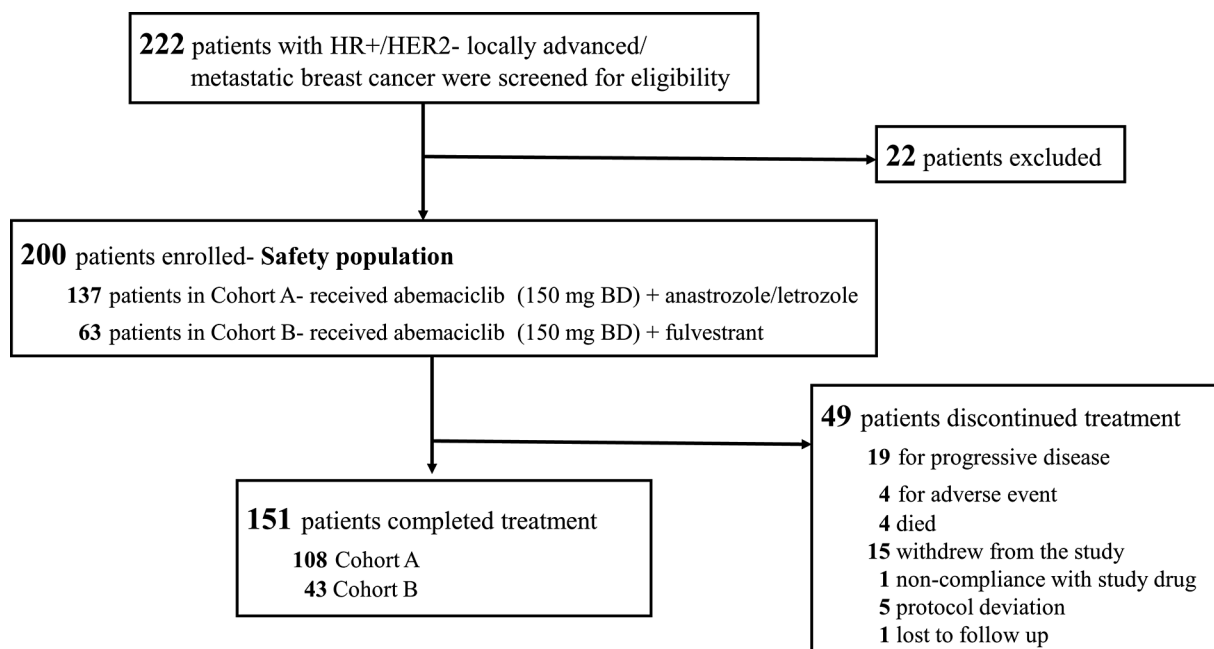 222 patients with HR+/HER2- locally advanced/
metastatic breast cancer were screened for eligibility
22 patients excluded
200 patients enrolled- Safety population
137 patients in Cohort A- received abemaciclib (150 mg BD) + anastrozole/letrozole
63 patients in Cohort B- received abemaciclib (150 mg BD) + fulvestrant
49 patients discontinued treatment
19 for progressive disease
4 for adverse event
4 died
15 withdrew from the study
1 non-compliance with study drug
5 protocol deviation
1 lost to follow up
151 patients completed treatment
108 Cohort A
43 Cohort B